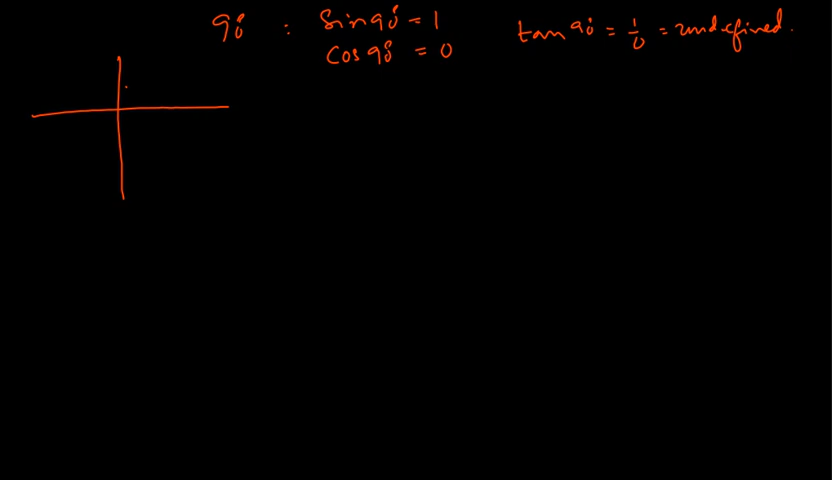 90° : sin 90° = 1 tan 90° = 1/0 = undefined.
cos 90° = 0